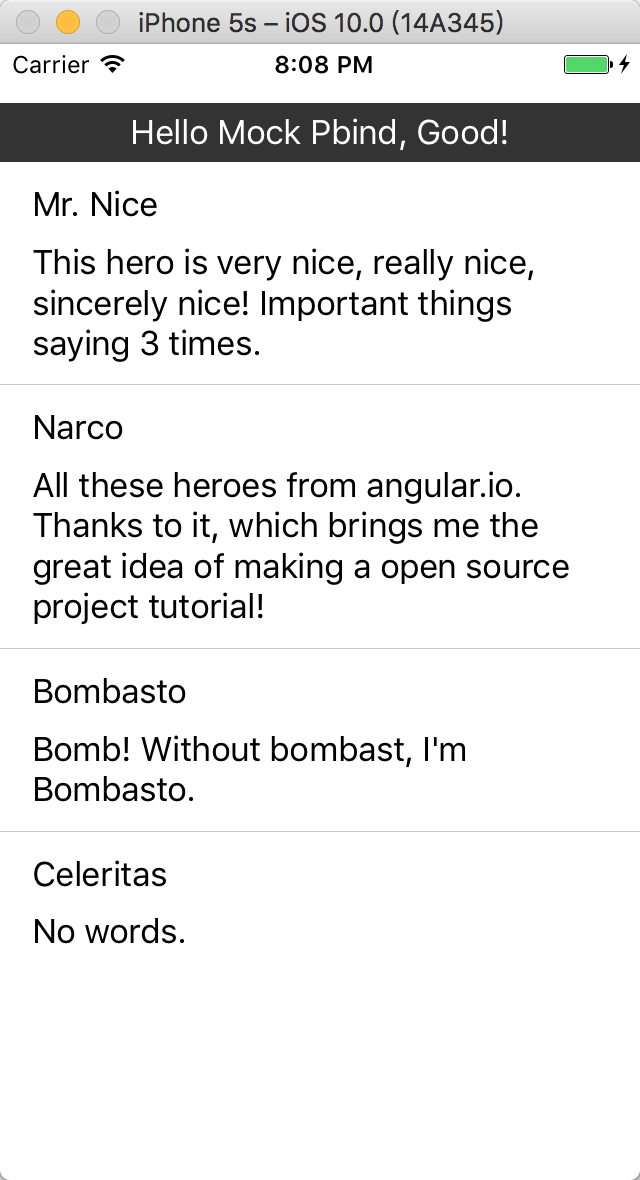 iPhone 5s – iOS 10.0 (14A345)
Carrier 8:08 PM
Hello Mock Pbind, Good!
Mr. Nice
This hero is very nice, really nice,
sincerely nice! Important things
saying 3 times.
Narco
All these heroes from angular.io.
Thanks to it, which brings me the
great idea of making a open source
project tutorial!
Bombasto
Bomb! Without bombast, I'm
Bombasto.
Celeritas
No words.